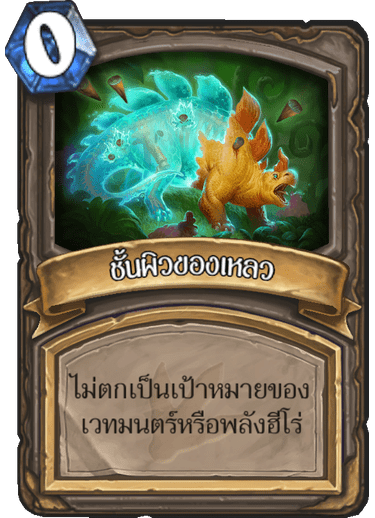 0
ชั้นผิวของเหลว
ไม่ตกเป็นเป้าหมายของ
เวทมนตร์หรือพลังฮีโร่